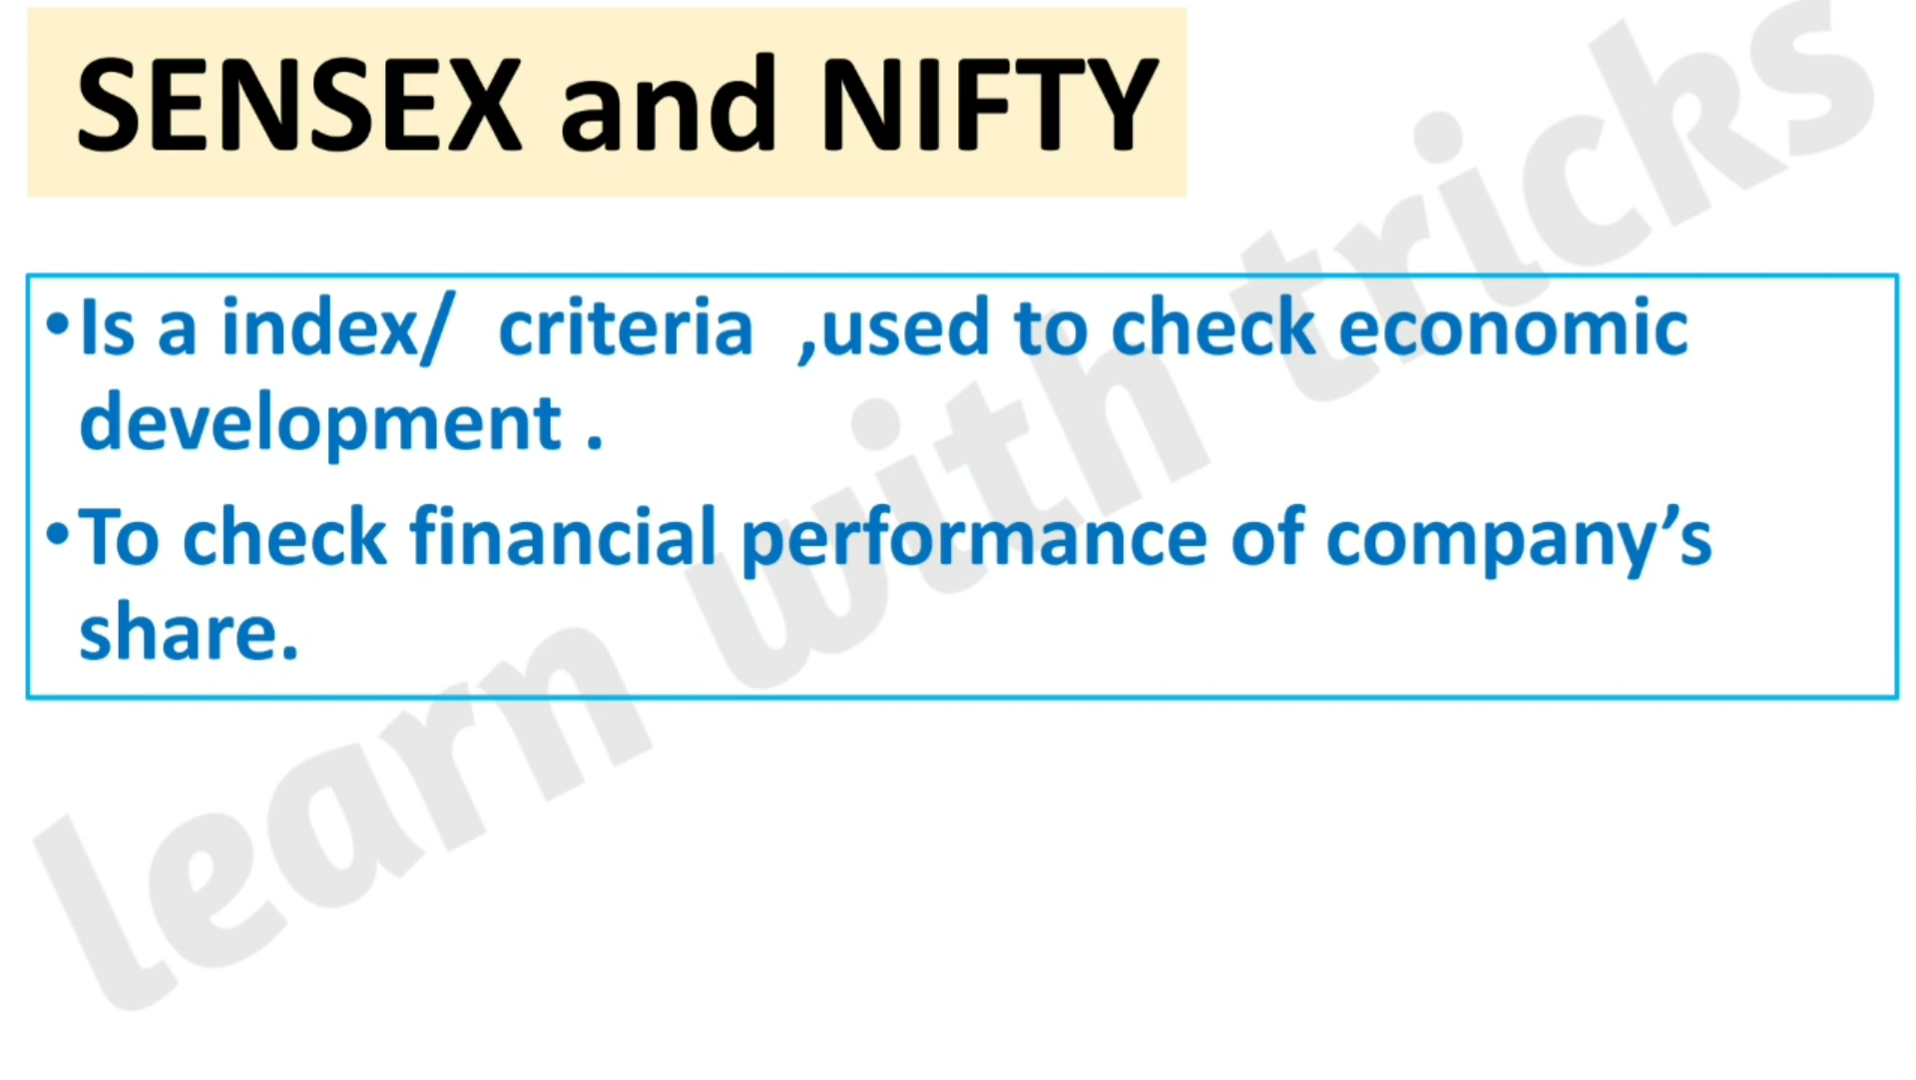 SENSEX and NIFTY
•Is a index/ criteria ,used to check economic
development .
•To check financial performance of company’s
share.
learn with tricks